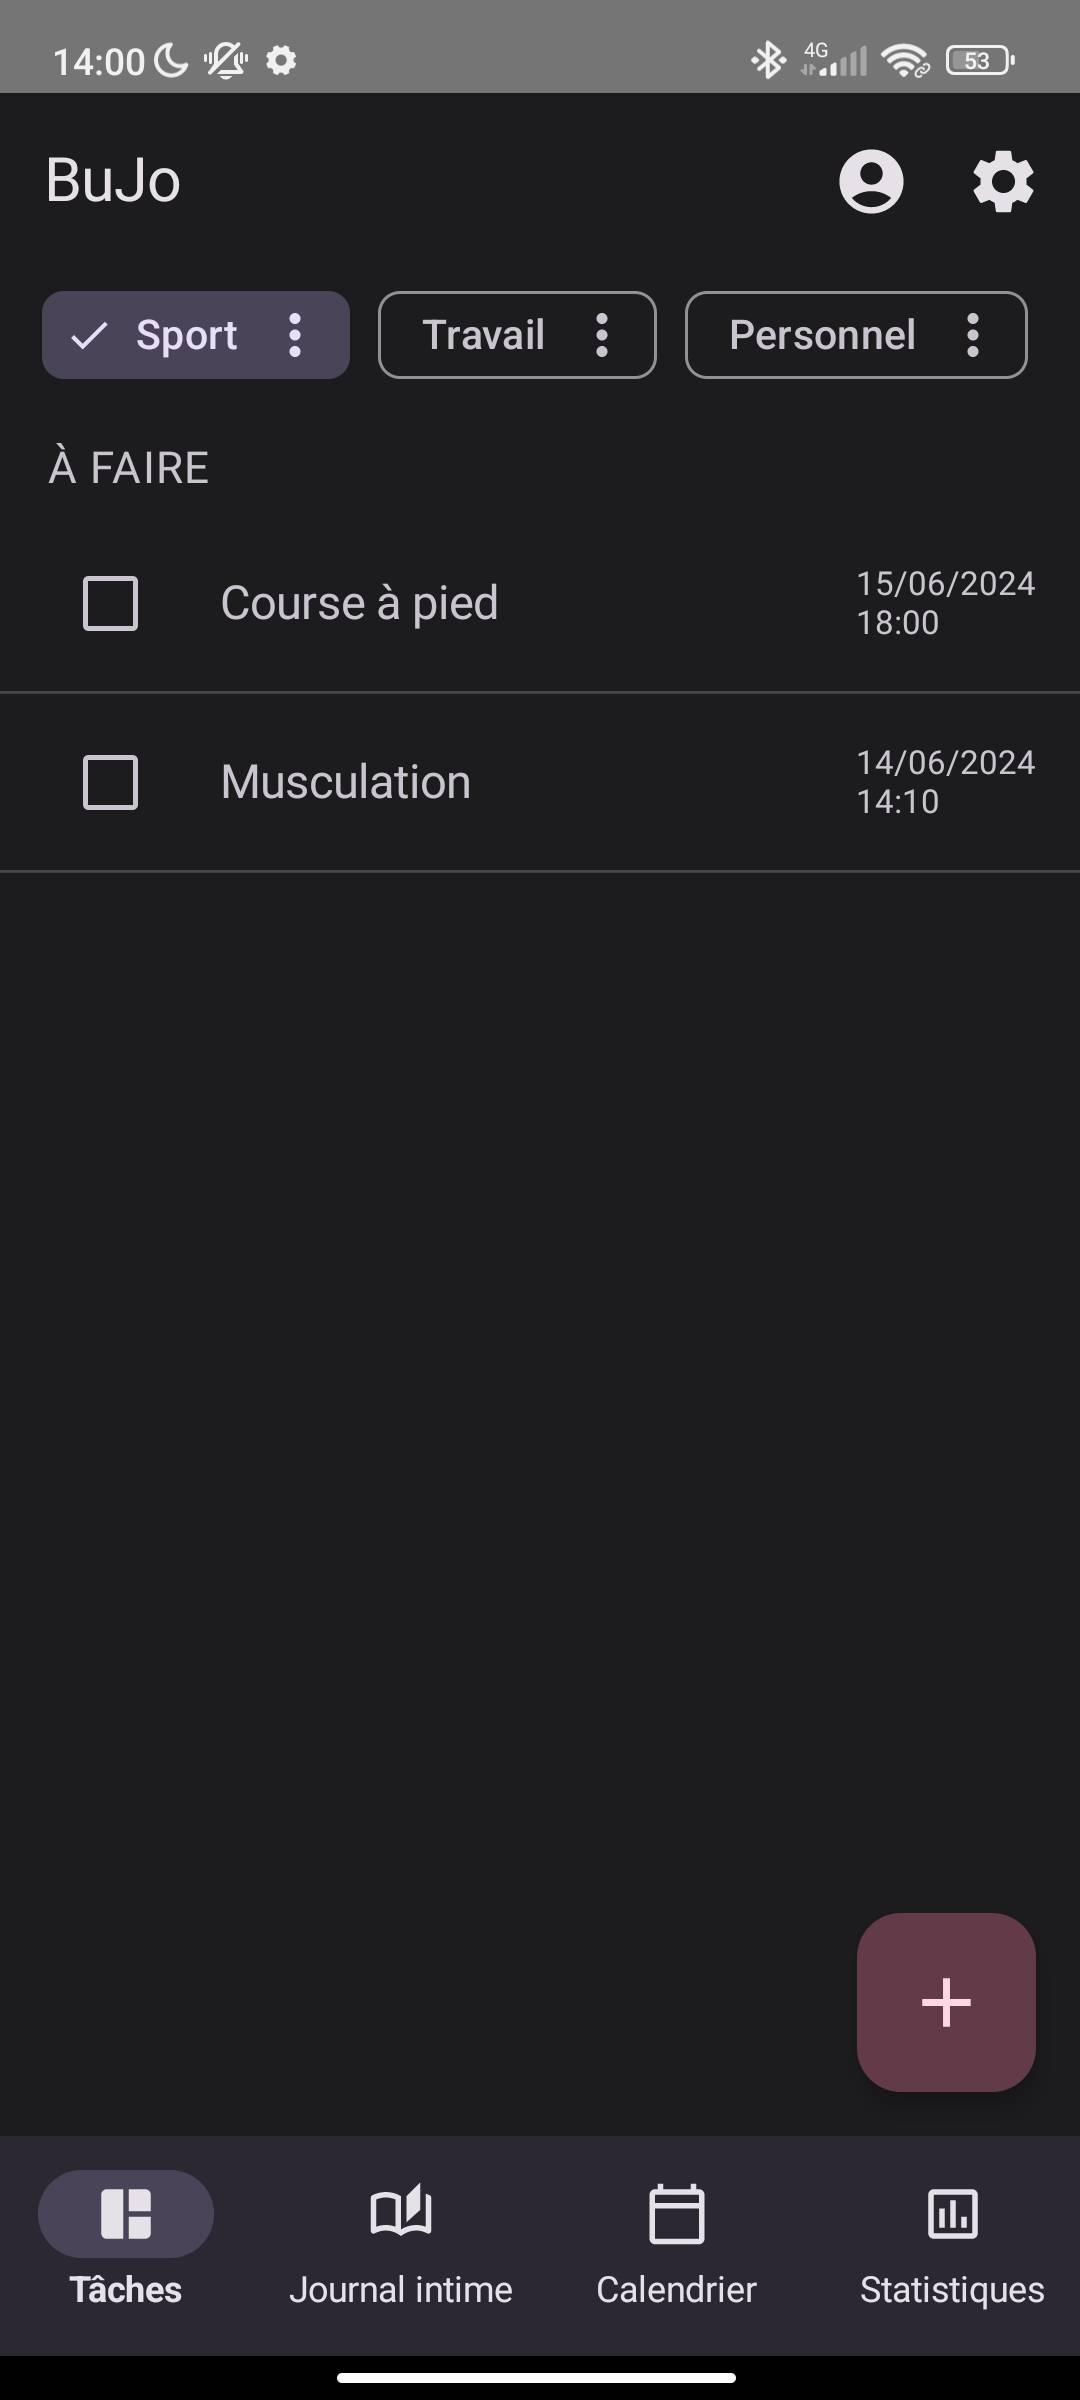 14:00
4G
53
BuJo
Sport
Travail
Personnel
À FAIRE
Course à pied
15/06/2024
18:00
Musculation
14/06/2024
14:10
Tâches
Journal intime
Calendrier
Statistiques